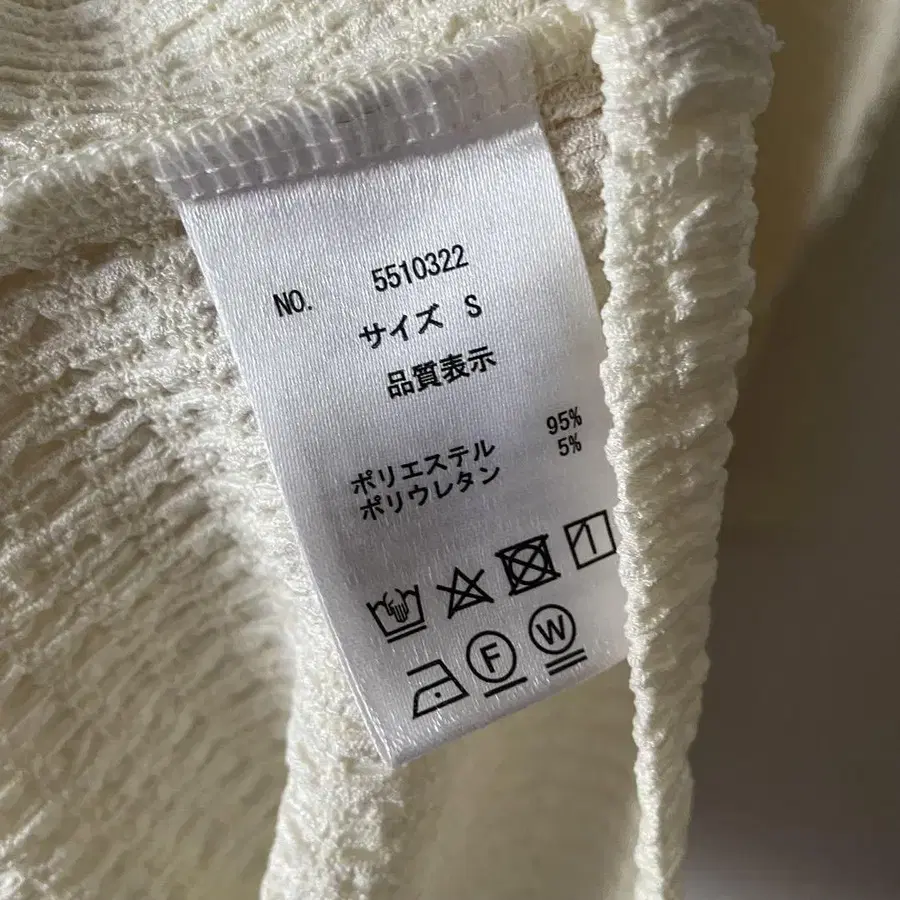 NO. 5510322
サイズ S
品質表示
ポリエステル 95%
ポリウレタン 5%
F W